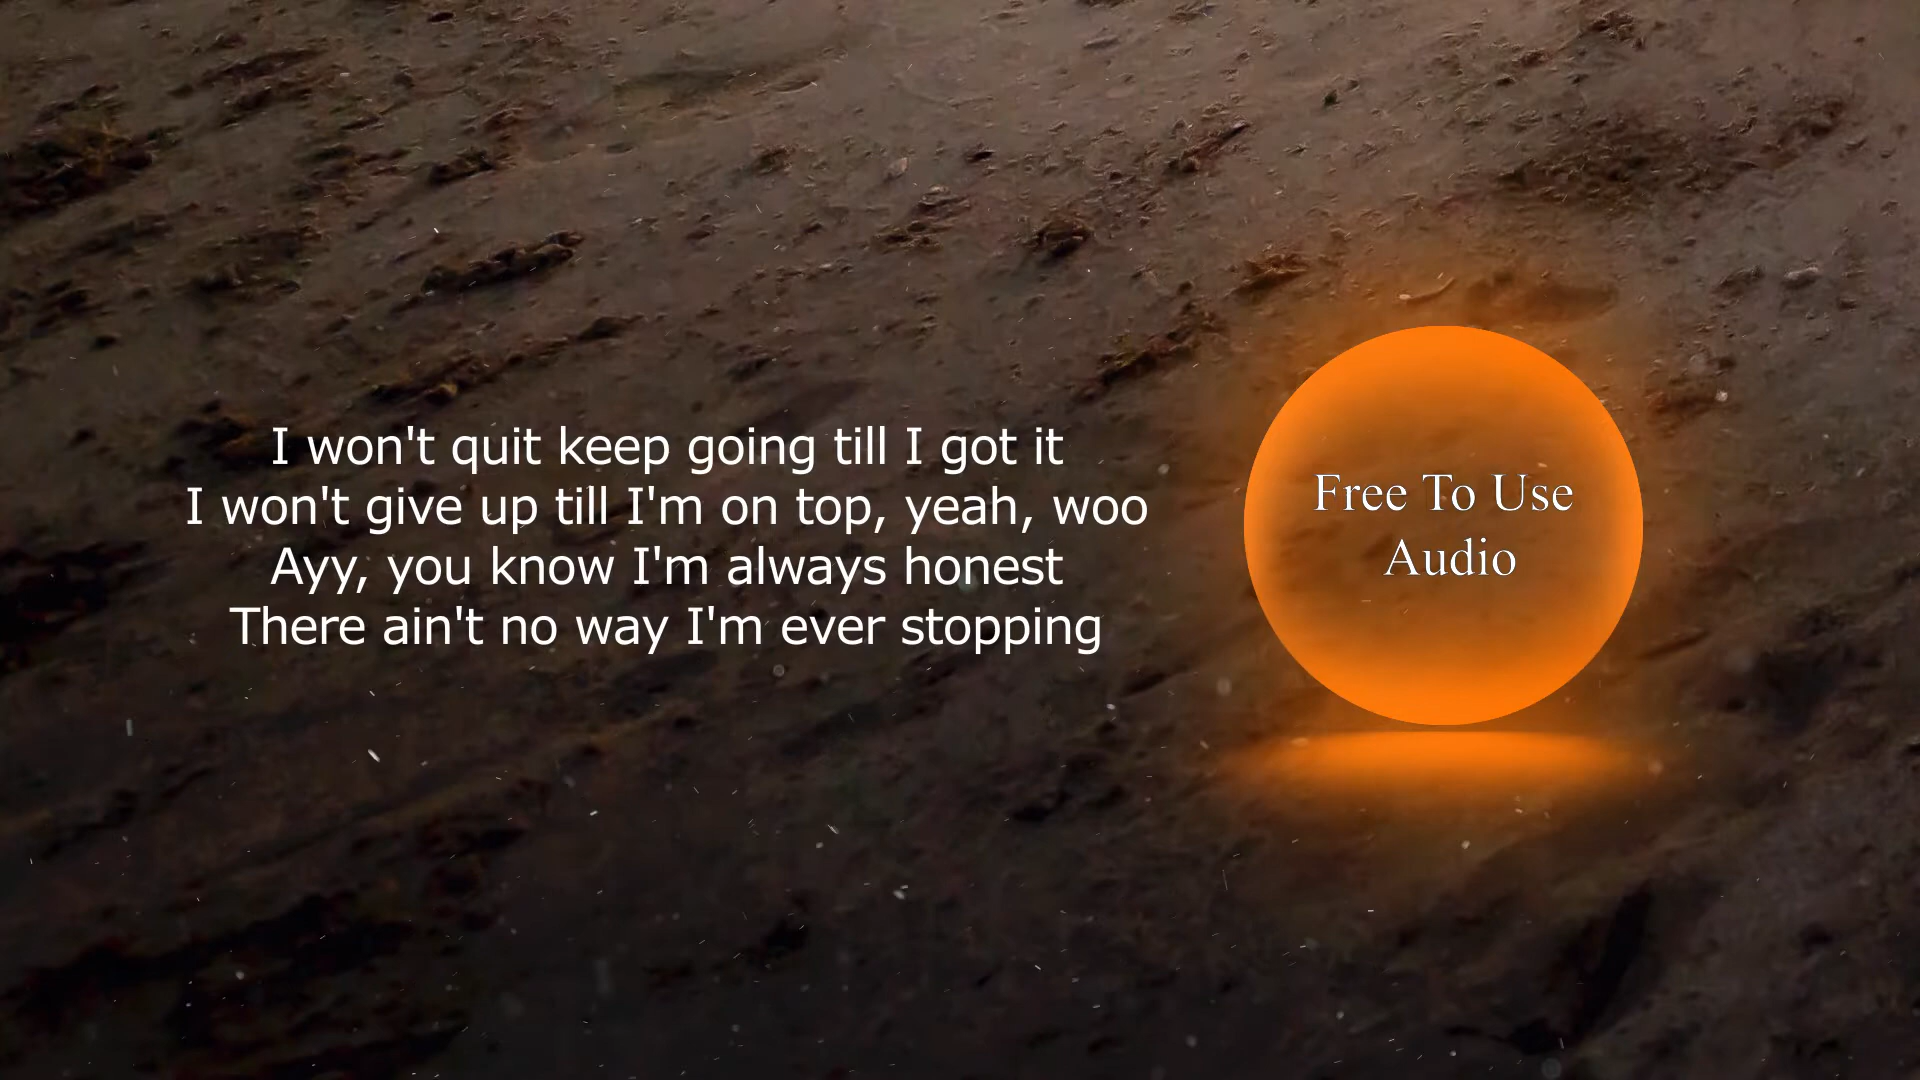 I won't quit keep going till I got it
I won't give up till I'm on top, yeah, woo
Ayy, you know I'm always honest
There ain't no way I'm ever stopping
Free To Use
Audio